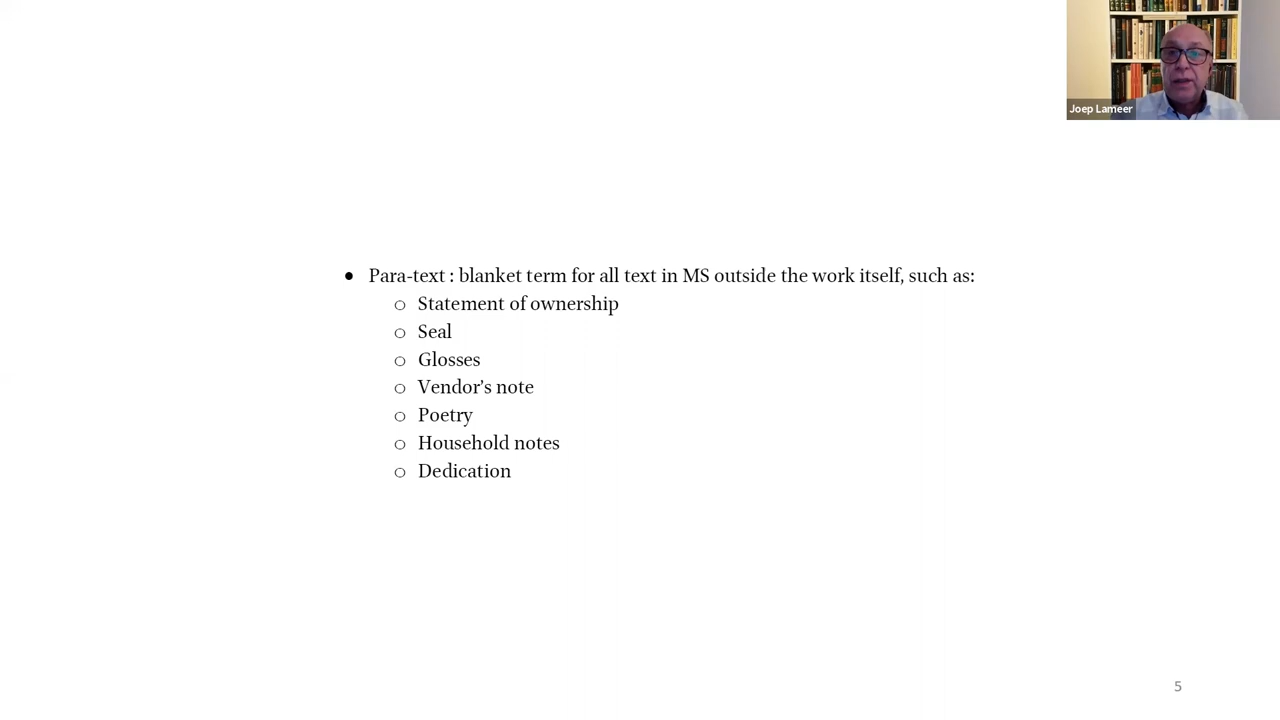 Joep Lameer
• Para-text : blanket term for all text in MS outside the work itself, such as:
○ Statement of ownership
○ Seal
○ Glosses
○ Vendor’s note
○ Poetry
○ Household notes
○ Dedication
5